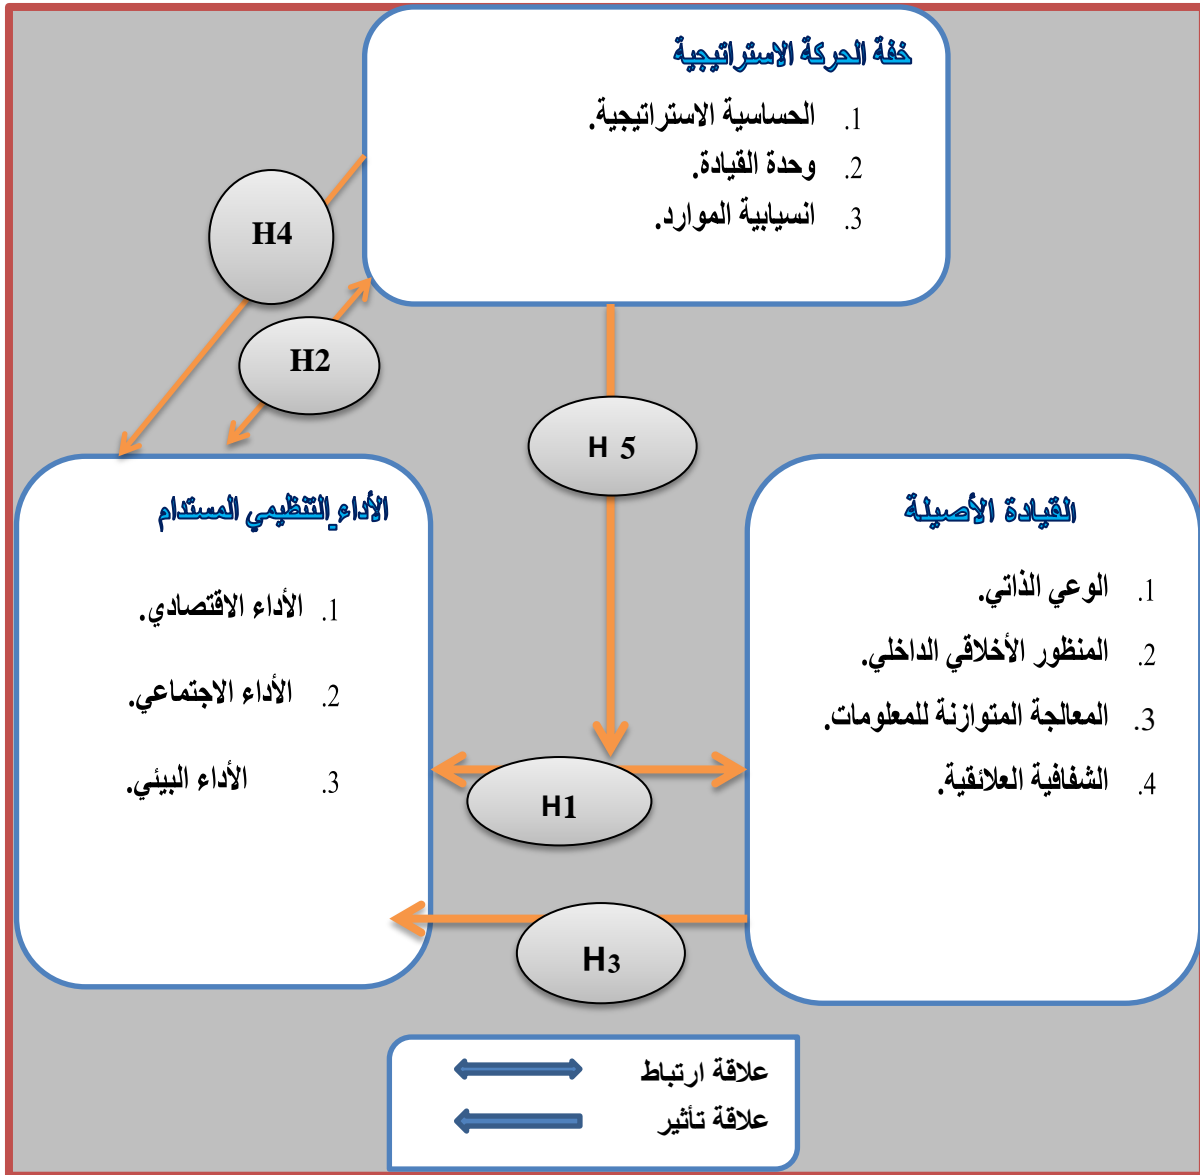 خفة الحركة الاستراتيجية
1. الحساسية الاستراتيجية.
2. وحدة القيادة.
3. انسيابية الموارد.
H4
H2
H 5
القيادة الأصيلة
1. الوعي الذاتي.
2. المنظور الأخلاقي الداخلي.
3. المعالجة المتوازنة للمعلومات.
4. الشفافية العلائقية.
الأداء التنظيمي المستدام
1. الأداء الاقتصادي.
2. الأداء الاجتماعي.
3. الأداء البيئي.
H1
H3
علاقة ارتباط
علاقة تأثير